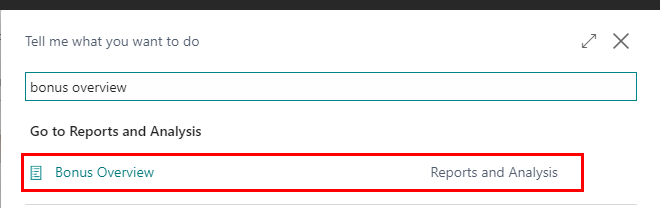 Tell me what you want to do
bonus overview
Go to Reports and Analysis
Bonus Overview Reports and Analysis